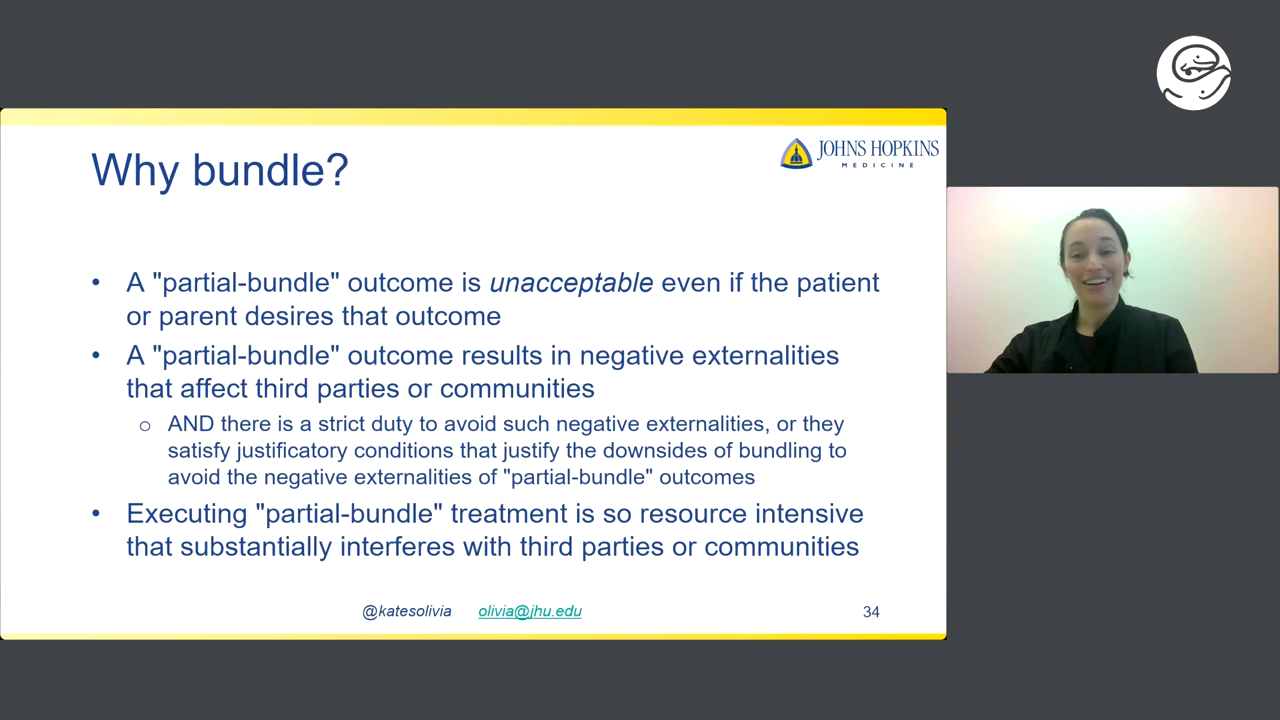 JOHNS HOPKINS
MEDICINE
Why bundle?
• A "partial-bundle" outcome is unacceptable even if the patient
or parent desires that outcome
• A "partial-bundle" outcome results in negative externalities
that affect third parties or communities
o AND there is a strict duty to avoid such negative externalities, or they
satisfy justificatory conditions that justify the downsides of bundling to
avoid the negative externalities of "partial-bundle" outcomes
• Executing "partial-bundle" treatment is so resource intensive
that substantially interferes with third parties or communities
@katesolivia olivia@jhu.edu 34